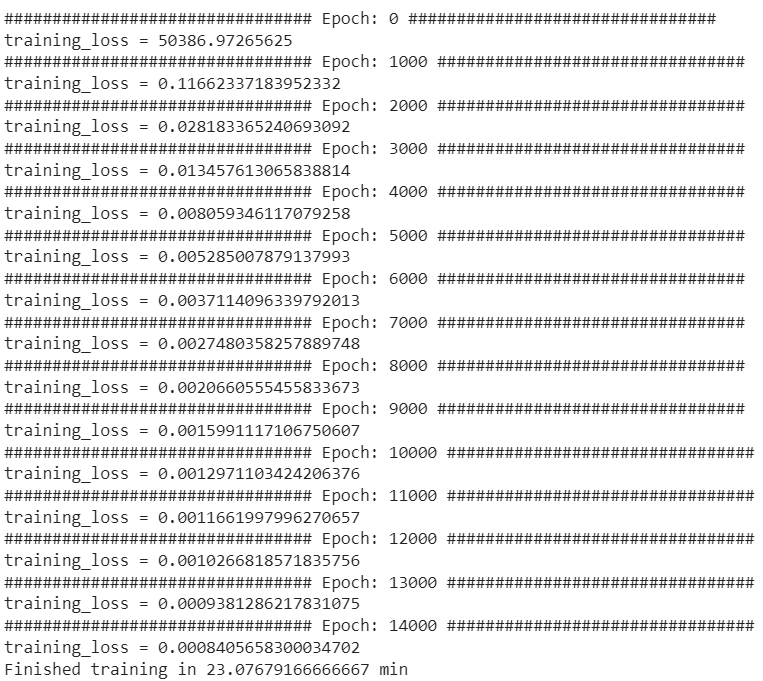 ################################ Epoch: 0 ################################
training_loss = 50386.97265625
################################ Epoch: 1000 ################################
training_loss = 0.11662337183952332
################################ Epoch: 2000 ################################
training_loss = 0.028183365240693092
################################ Epoch: 3000 ################################
training_loss = 0.013457613065838814
################################ Epoch: 4000 ################################
training_loss = 0.008059346117079258
################################ Epoch: 5000 ################################
training_loss = 0.005285007879137993
################################ Epoch: 6000 ################################
training_loss = 0.0037114096339792013
################################ Epoch: 7000 ################################
training_loss = 0.0027480358257889748
################################ Epoch: 8000 ################################
training_loss = 0.0020660555455833673
################################ Epoch: 9000 ################################
training_loss = 0.0015991117106750607
################################ Epoch: 10000 ################################
training_loss = 0.0012971103424206376
################################ Epoch: 11000 ################################
training_loss = 0.0011661997996270657
################################ Epoch: 12000 ################################
training_loss = 0.0010266818571835756
################################ Epoch: 13000 ################################
training_loss = 0.0009381286217831075
################################ Epoch: 14000 ################################
training_loss = 0.0008405658300034702
Finished training in 23.07679166666667 min